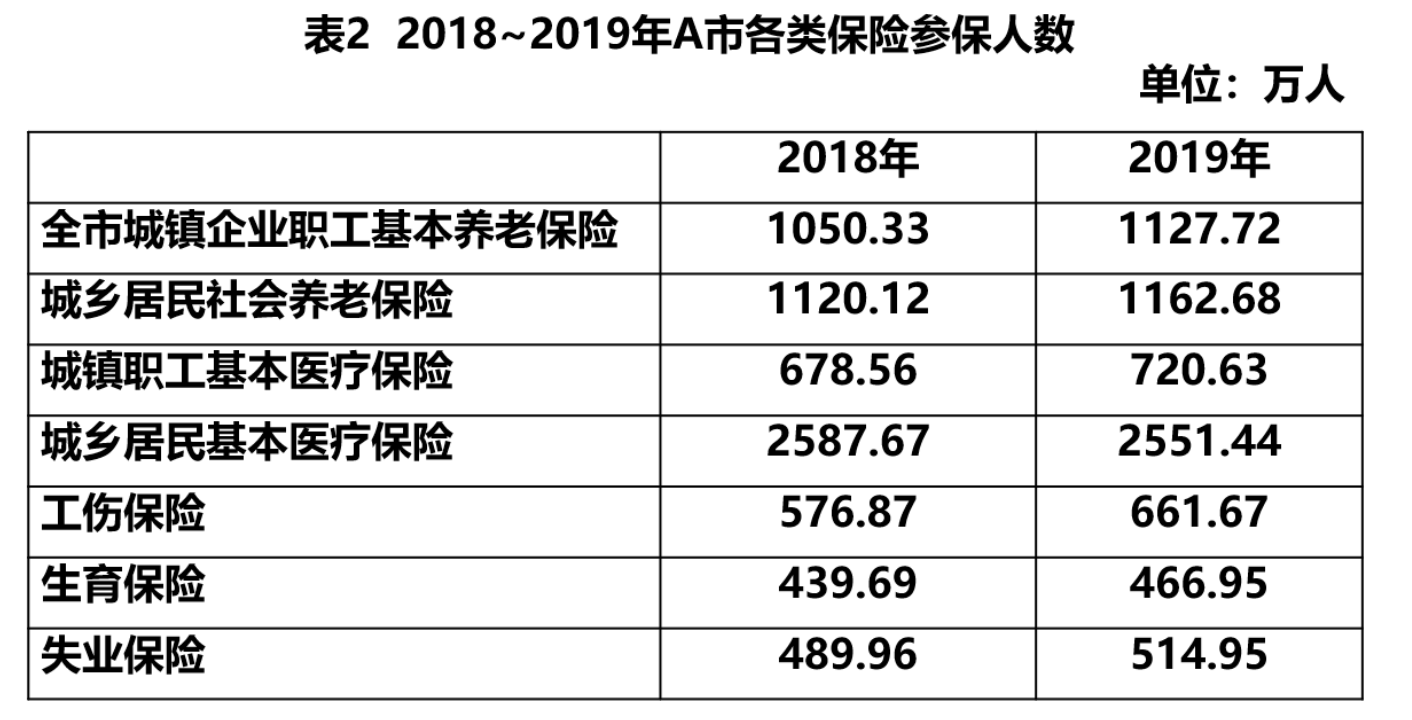 表2 2018~2019年A市各类保险参保人数
单位：万人
2018年 2019年
全市城镇企业职工基本养老保险 1050.33 1127.72
城乡居民社会养老保险 1120.12 1162.68
城镇职工基本医疗保险 678.56 720.63
城乡居民基本医疗保险 2587.67 2551.44
工伤保险 576.87 661.67
生育保险 439.69 466.95
失业保险 489.96 514.95